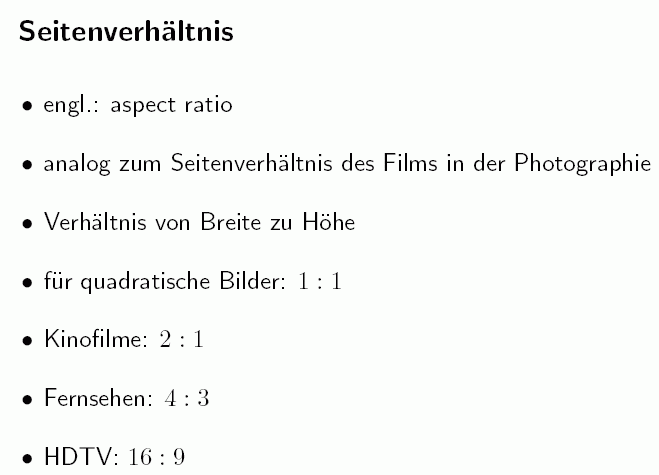 Seitenverhältnis
• engl.: aspect ratio
• analog zum Seitenverhältnis des Films in der Photographie
• Verhältnis von Breite zu Höhe
• für quadratische Bilder: 1 : 1
• Kinofilme: 2 : 1
• Fernsehen: 4 : 3
• HDTV: 16 : 9